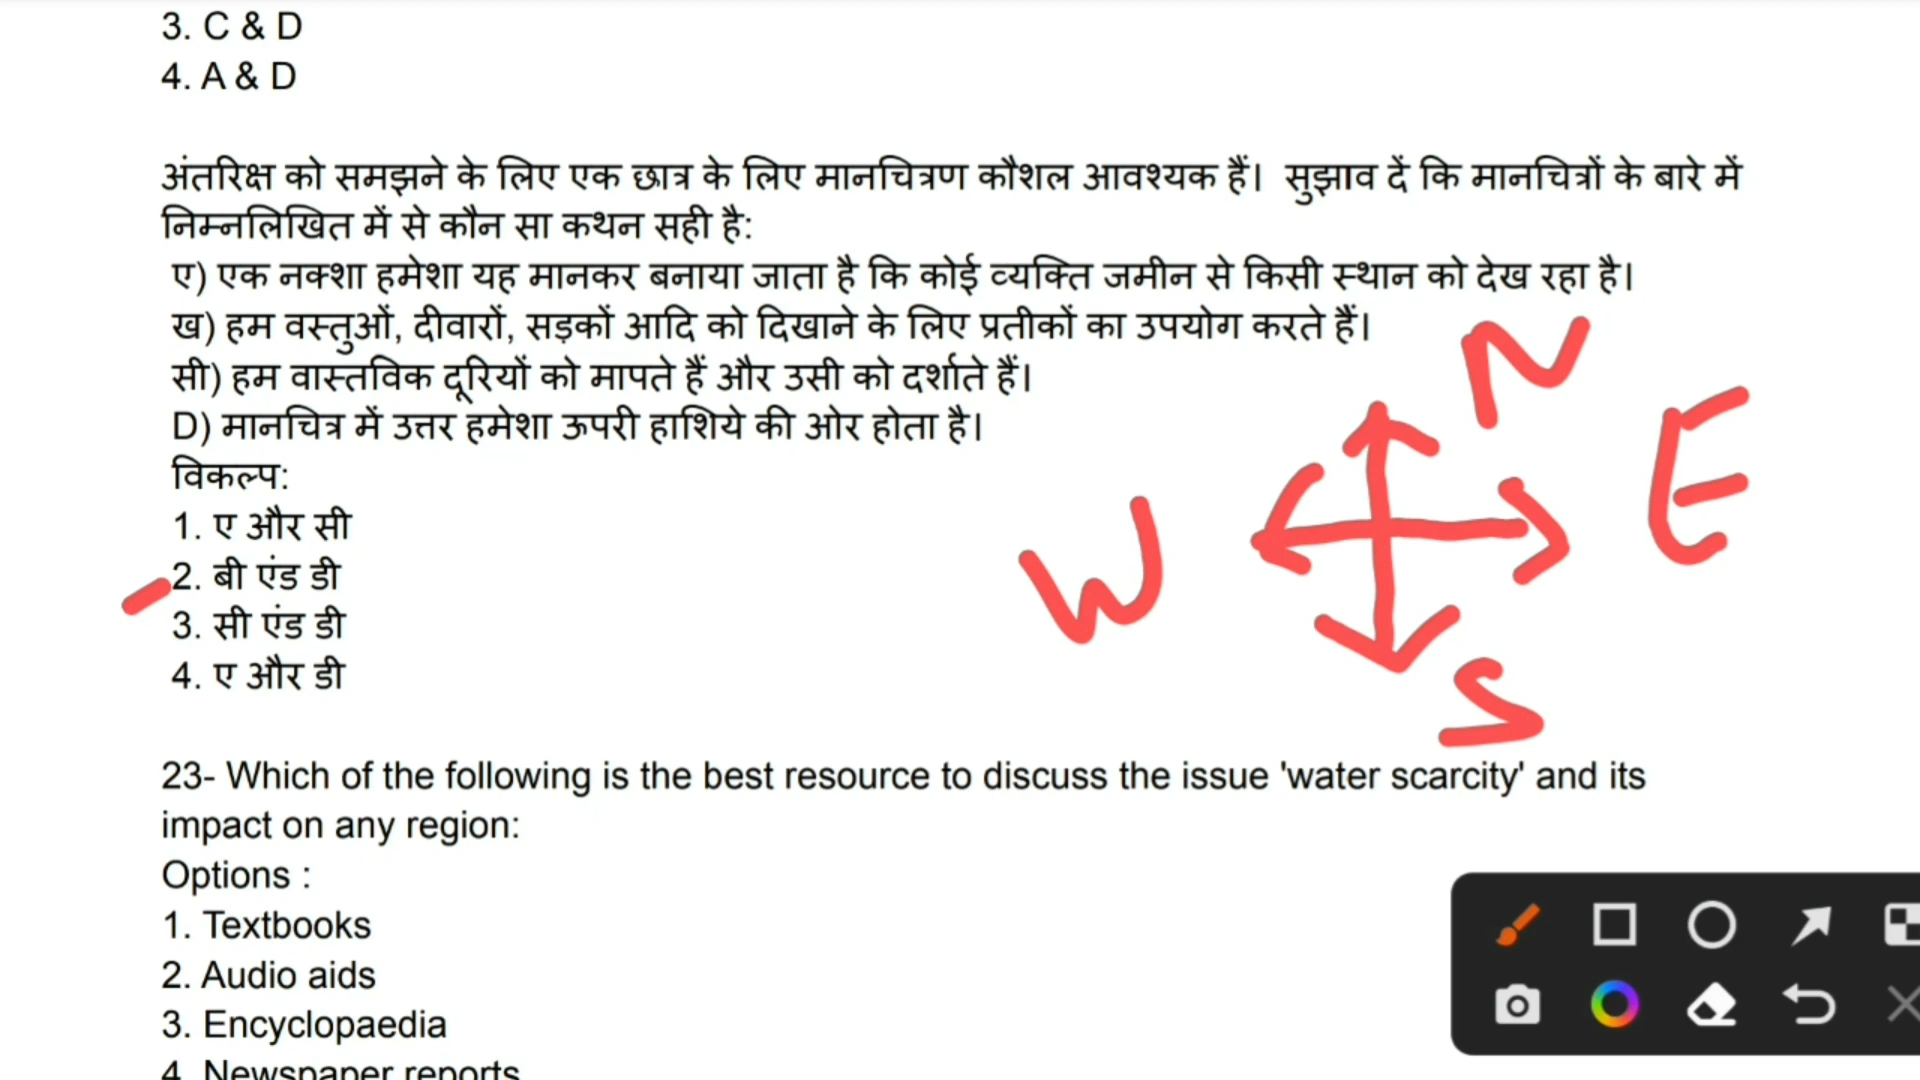 3. C & D
4. A & D
अंतरिक्ष को समझने के लिए एक छात्र के लिए मानचित्रण कौशल आवश्यक हैं। सुझाव दें कि मानचित्रों के बारे में
निम्नलिखित में से कौन सा कथन सही है:
ए) एक नक्शा हमेशा यह मानकर बनाया जाता है कि कोई व्यक्ति जमीन से किसी स्थान को देख रहा है।
ख) हम वस्तुओं, दीवारों, सड़कों आदि को दिखाने के लिए प्रतीकों का उपयोग करते हैं।
सी) हम वास्तविक दूरियों को मापते हैं और उसी को दर्शाते हैं।
D) मानचित्र में उत्तर हमेशा ऊपरी हाशिये की ओर होता है।
विकल्प:
1. ए और सी
2. बी एंड डी
3. सी एंड डी
4. ए और डी
N
E
W
S
23- Which of the following is the best resource to discuss the issue 'water scarcity' and its
impact on any region:
Options :
1. Textbooks
2. Audio aids
3. Encyclopaedia
4. Newspaper reports